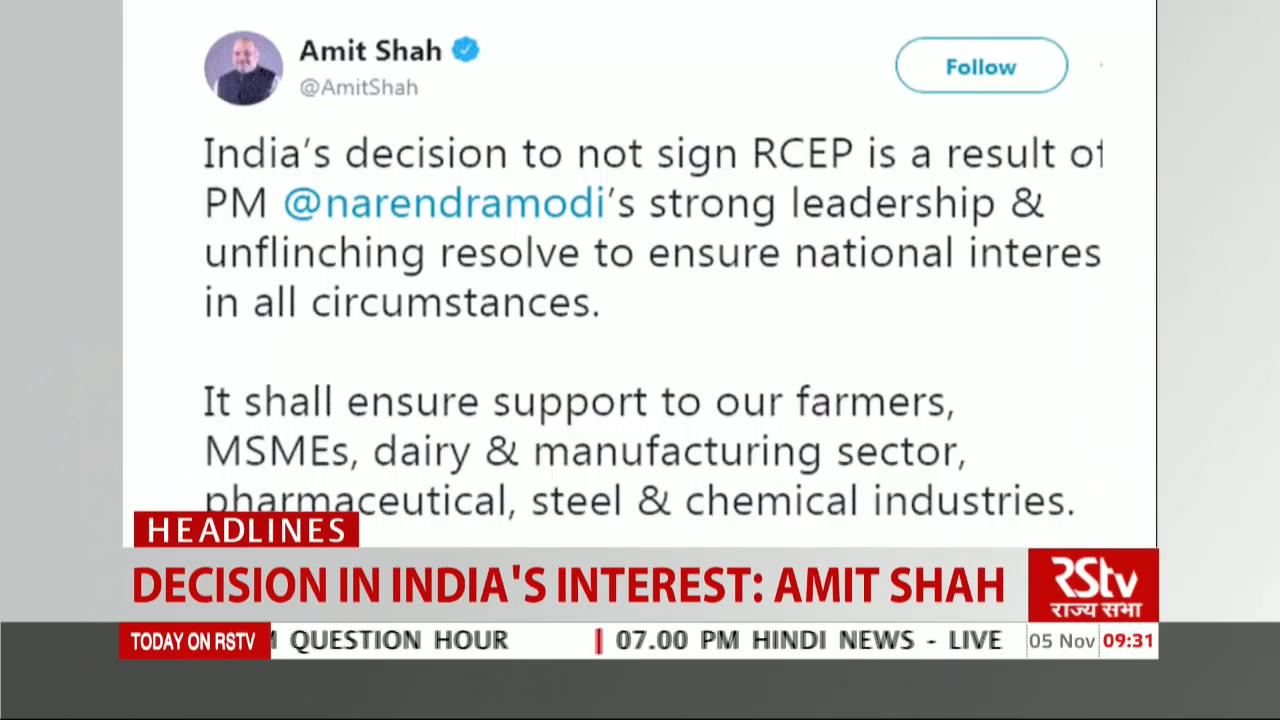 Amit Shah
@AmitShah
Follow
India's decision to not sign RCEP is a result of
PM @narendramodi's strong leadership &
unflinching resolve to ensure national interes
in all circumstances.
It shall ensure support to our farmers,
MSMEs, dairy & manufacturing sector,
pharmaceutical, steel & chemical industries.
HEADLINES
DECISION IN INDIA'S INTEREST: AMIT SHAH
RSTV
राज्य सभा
TODAY ON RSTV
QUESTION HOUR | 07.00 PM HINDI NEWS - LIVE
05 Nov 09:31